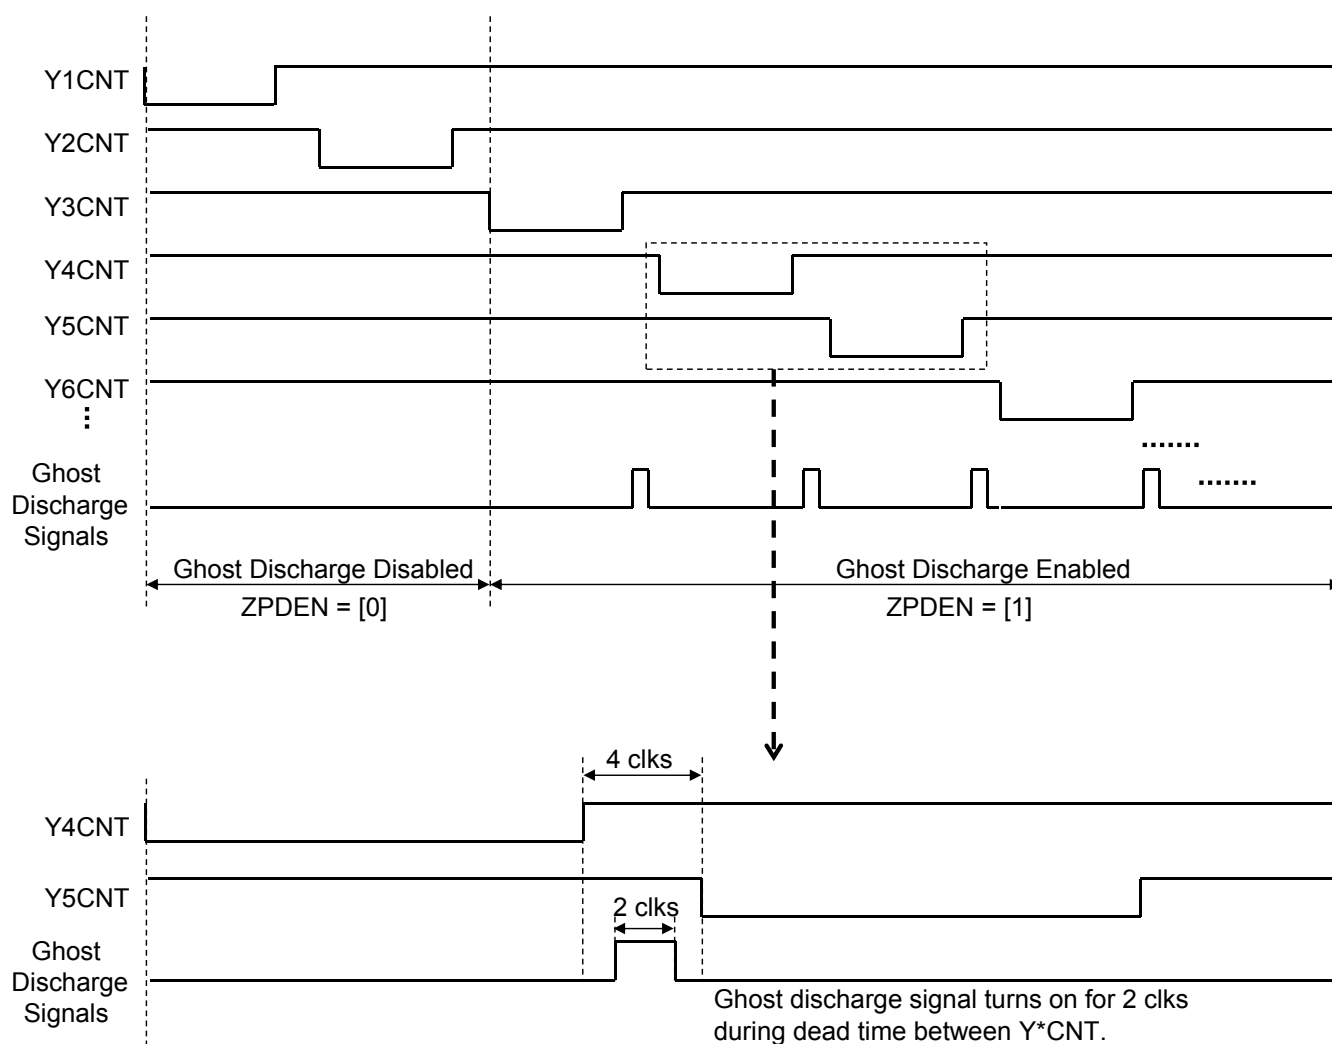 Y1CNT
Y2CNT
Y3CNT
Y4CNT
Y5CNT
Y6CNT
Ghost
Discharge
Signals
Ghost Discharge Disabled
ZPDEN = [0]
Ghost Discharge Enabled
ZPDEN = [1]
4 clks
Y4CNT
Y5CNT
2 clks
Ghost
Discharge
Signals
Ghost discharge signal turns on for 2 clks
during dead time between Y*CNT.